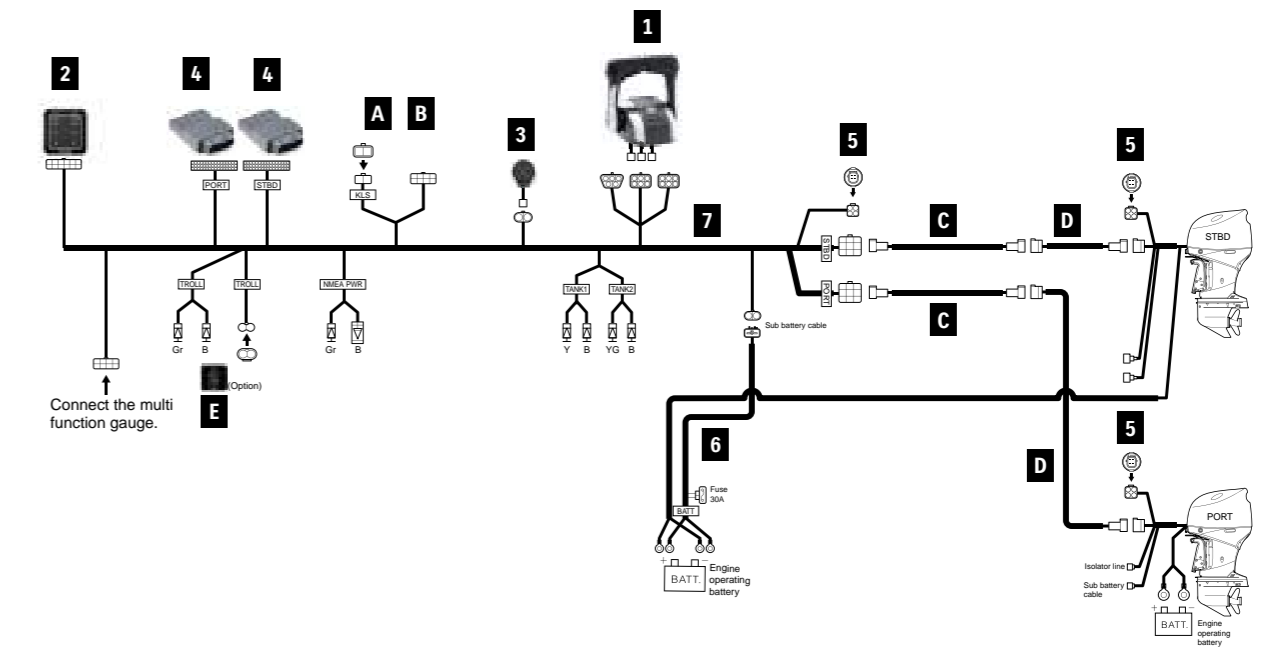 1
2
4
4
A
B
3
5
5
KLS
PORT
STBD
7
C
D
STBD
STBD
PORT
C
TROLL
TROLL
NMEA PWR
TANK1
TANK2
Sub battery cable
Gr
B
Gr
B
Y
B
YG
B
(Option)
E
Connect the multi
function gauge.
6
D
5
Fuse
30A
BATT
PORT
+
-
BATT.
Engine
operating
battery
Isolator line
Sub battery
cable
+
-
BATT.
Engine
operating
battery